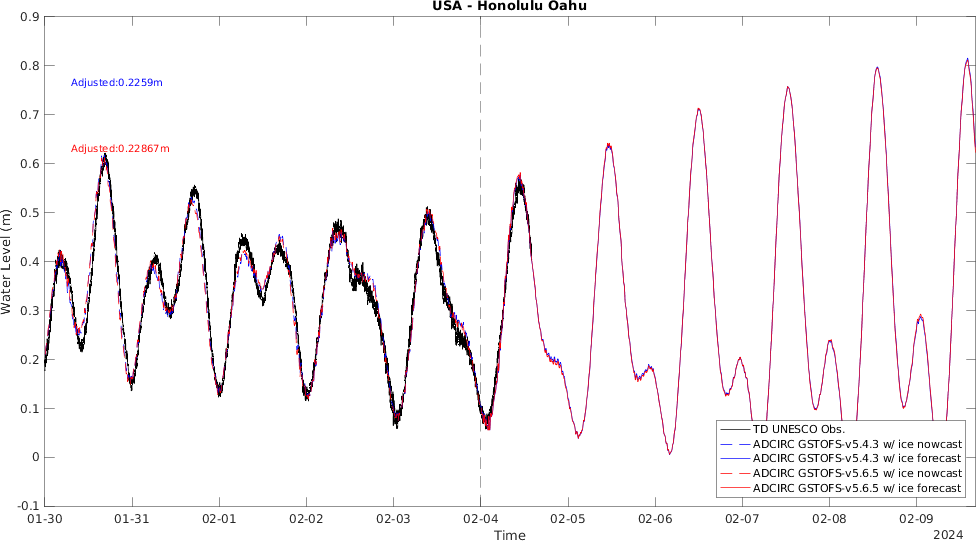 USA - Honolulu Oahu
0.9
0.8
0.7
0.6
0.5
0.4
0.3
0.2
0.1
0
-0.1
Water Level (m)
Adjusted:0.2259m
Adjusted:0.22867m
TD UNESCO Obs.
ADCIRC GSTOFS-v5.4.3 w/ ice nowcast
ADCIRC GSTOFS-v5.4.3 w/ ice forecast
ADCIRC GSTOFS-v5.6.5 w/ ice nowcast
ADCIRC GSTOFS-v5.6.5 w/ ice forecast
01-30 01-31 02-01 02-02 02-03 02-04 02-05 02-06 02-07 02-08 02-09
Time
2024